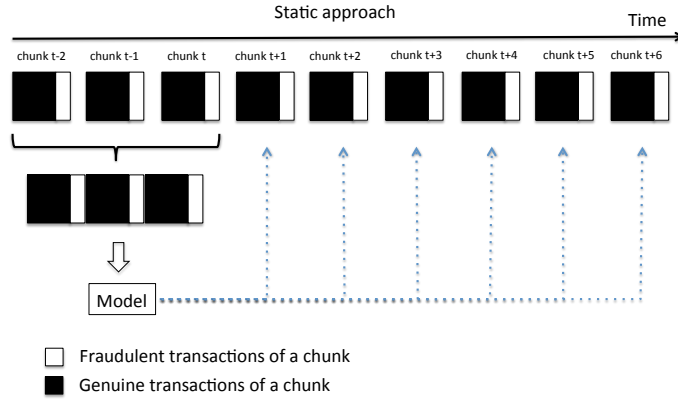 Static approach
Time
chunk t-2 chunk t-1 chunk t chunk t+1 chunk t+2 chunk t+3 chunk t+4 chunk t+5 chunk t+6
Model
Fraudulent transactions of a chunk
Genuine transactions of a chunk